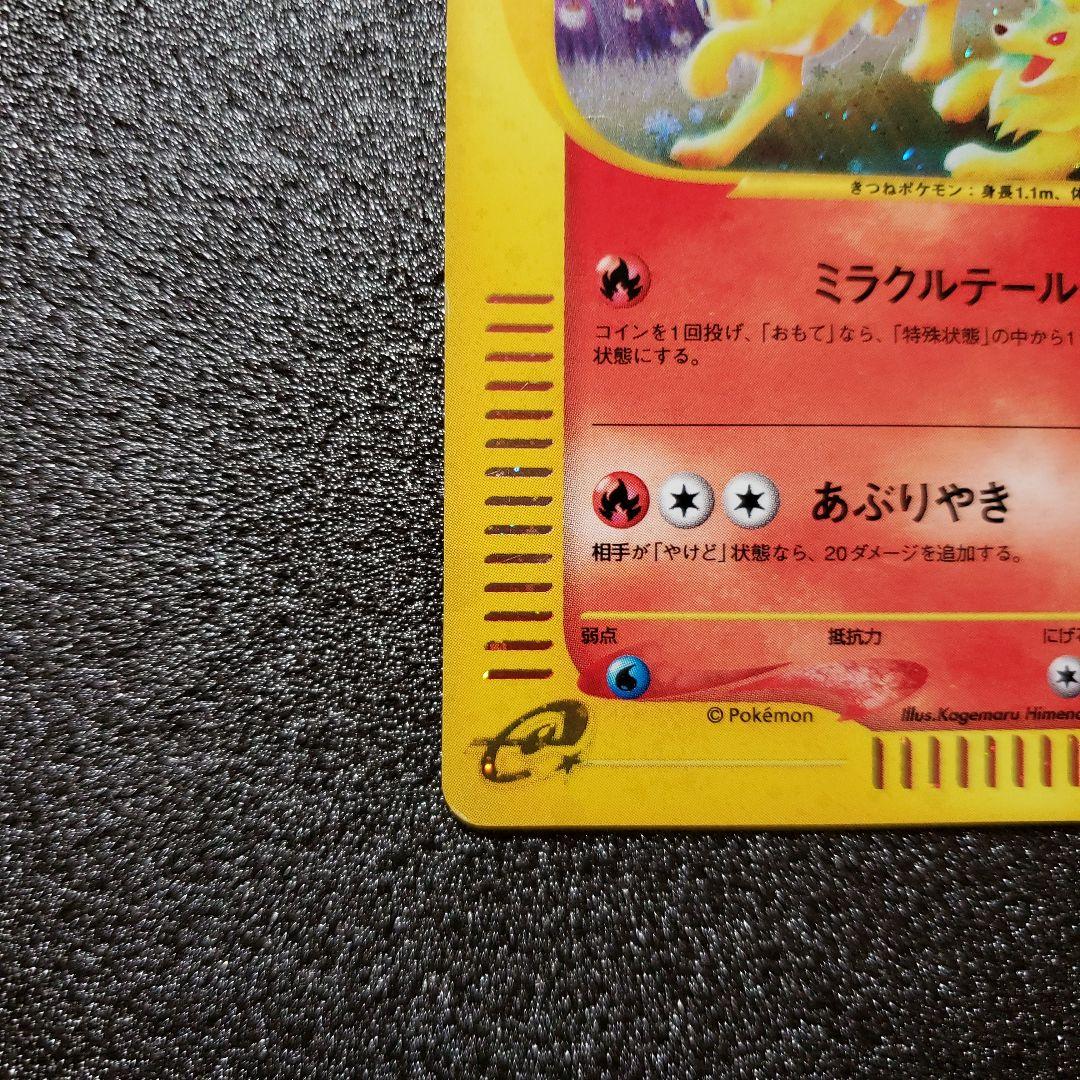 きつねポケモン：身長1.1m、体
ミラクルテール
コインを1回投げ、「おもて」なら、「特殊状態」の中から1
状態にする。
あぶりやき
相手が「やけど」状態なら、20ダメージを追加する。
弱点 抵抗力 にげ
© Pokémon Illus.Kagemaru Himeno